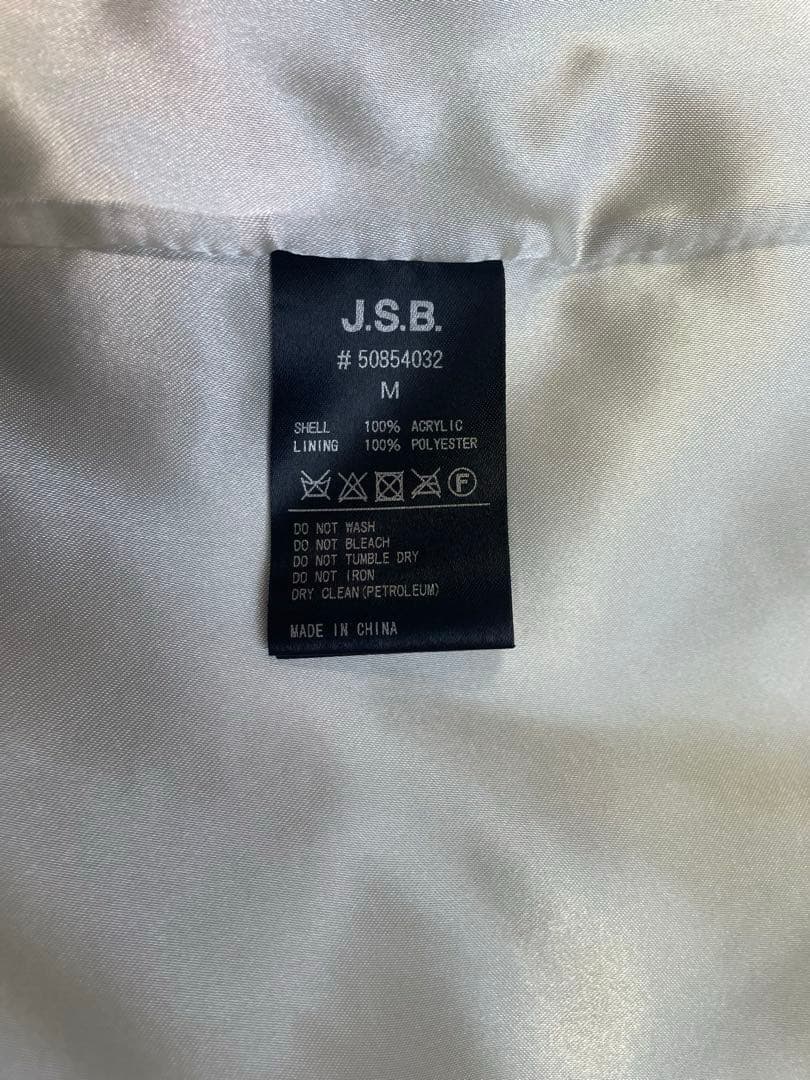 J.S.B.
# 50854032
M
SHELL 100% ACRYLIC
LINING 100% POLYESTER
F
DO NOT WASH
DO NOT BLEACH
DO NOT TUMBLE DRY
DO NOT IRON
DRY CLEAN(PETROLEUM)
MADE IN CHINA